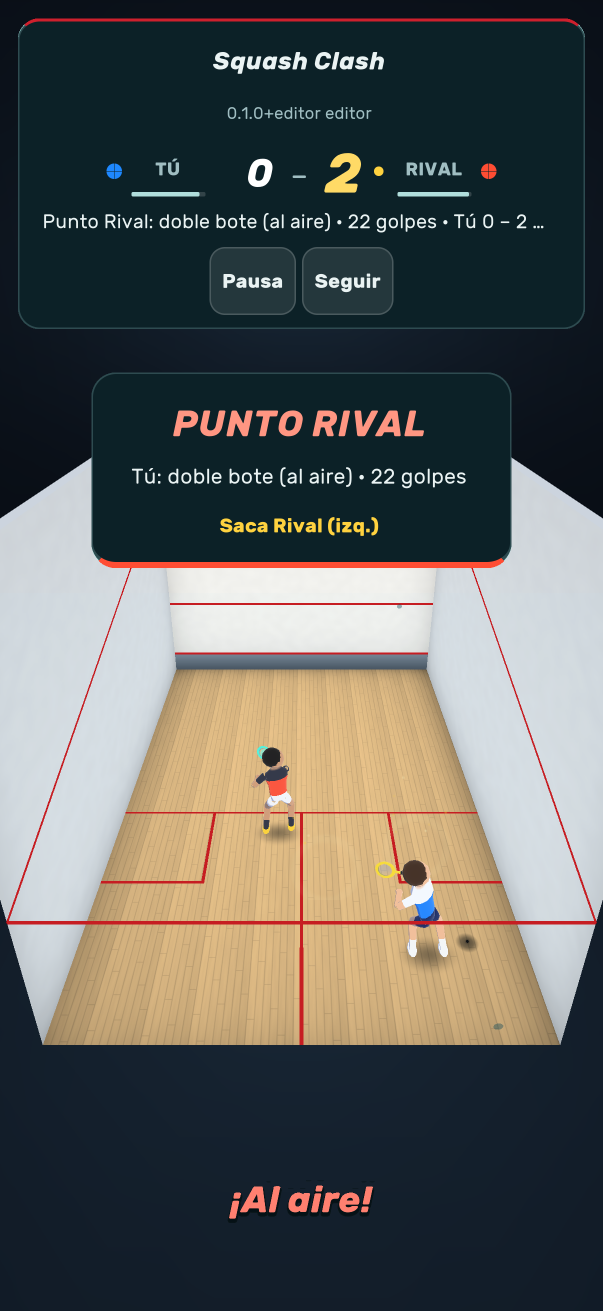 Squash Clash
0.1.0+editor editor
TÚ 0 – 2 RIVAL
Punto Rival: doble bote (al aire) • 22 golpes • Tú 0 – 2 ...
Pausa Seguir
PUNTO RIVAL
Tú: doble bote (al aire) • 22 golpes
Saca Rival (izq.)
¡Al aire!